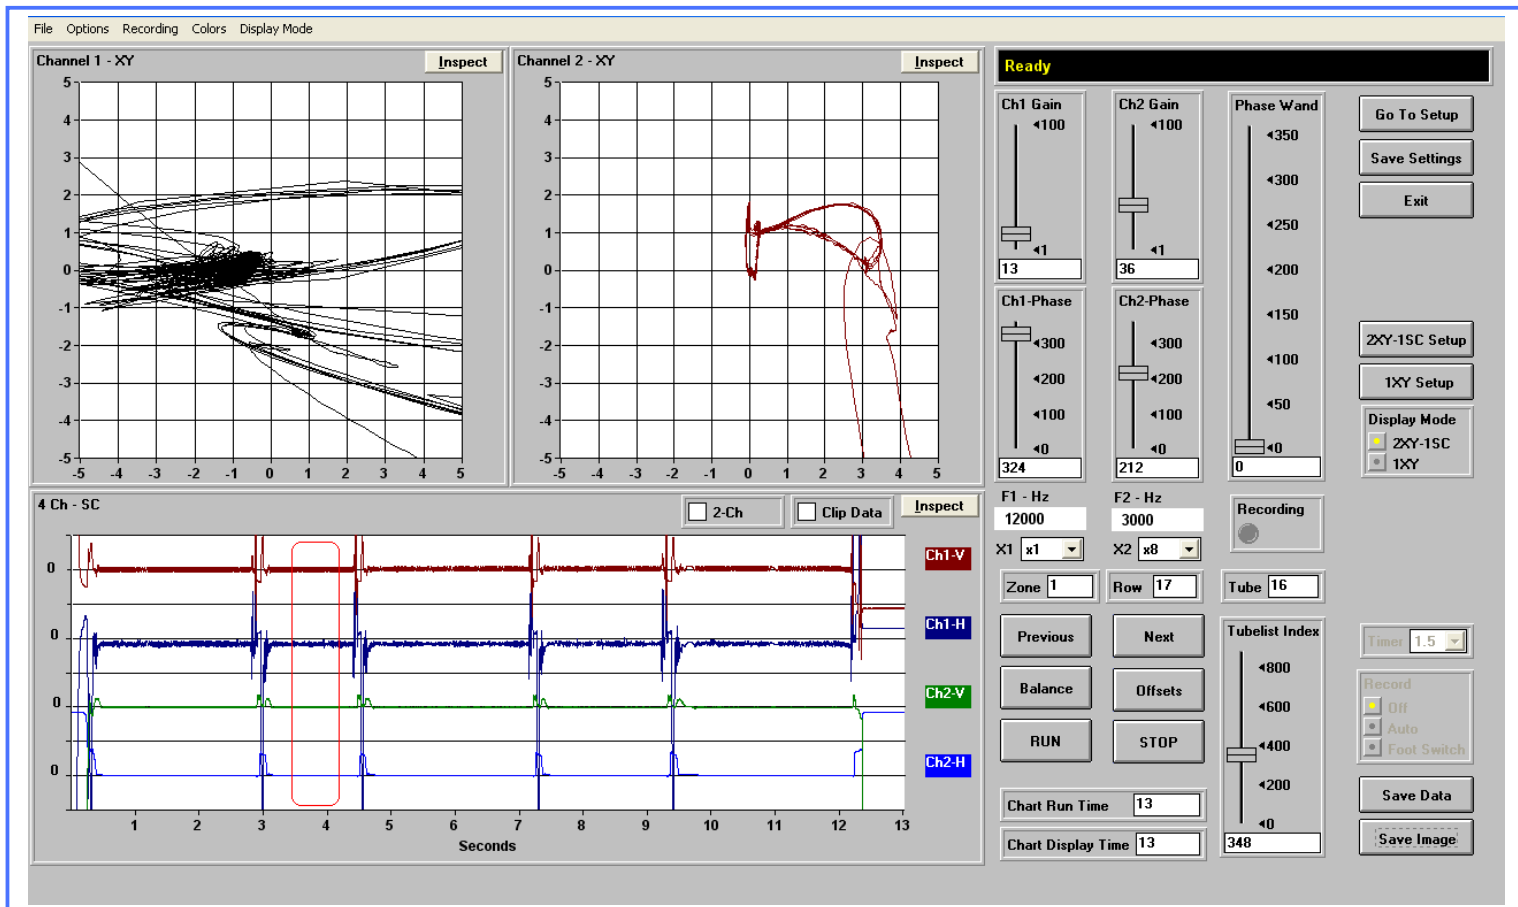 File Options Recording Colors Display Mode
Channel 1 - XY Inspect
5
4
3
2
1
0
-1
-2
-3
-4
-5
-5 -4 -3 -2 -1 0 1 2 3 4 5
Channel 2 - XY Inspect
5
4
3
2
1
0
-1
-2
-3
-4
-5
-5 -4 -3 -2 -1 0 1 2 3 4 5
Ready
Ch1 Gain
100
1
13
Ch2 Gain
100
1
36
Phase Wand
350
300
250
200
150
100
50
0
0
Go To Setup
Save Settings
Exit
Ch1-Phase
300
200
100
0
324
Ch2-Phase
300
200
100
0
212
2XY-1SC Setup
1XY Setup
Display Mode
2XY-1SC
1XY
4 Ch - SC 2-Ch Clip Data Inspect
0
0
0
0
Ch1-V
Ch1-H
Ch2-V
Ch2-H
1 2 3 4 5 6 7 8 9 10 11 12 13
Seconds
F1 - Hz
12000
X1 x1
F2 - Hz
3000
X2 x8
Recording
Zone 1 Row 17 Tube 16
Previous Next
Balance Offsets
RUN STOP
Chart Run Time 13
Chart Display Time 13
Tubelist Index
800
600
400
200
0
348
Timer 1.5
Record
Off
Auto
Foot Switch
Save Data
Save Image